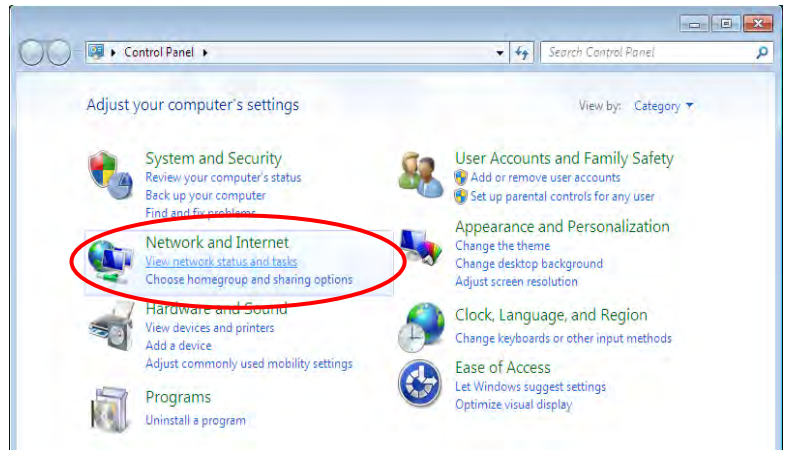 Control Panel
Search Control Panel
Adjust your computer's settings
View by: Category
System and Security
Review your computer's status
Back up your computer
Find and fix problems
Network and Internet
View network status and tasks
Choose homegroup and sharing options
Hardware and Sound
View devices and printers
Add a device
Adjust commonly used mobility settings
Programs
Uninstall a program
User Accounts and Family Safety
Add or remove user accounts
Set up parental controls for any user
Appearance and Personalization
Change the theme
Change desktop background
Adjust screen resolution
Clock, Language, and Region
Change keyboards or other input methods
Ease of Access
Let Windows suggest settings
Optimize visual display